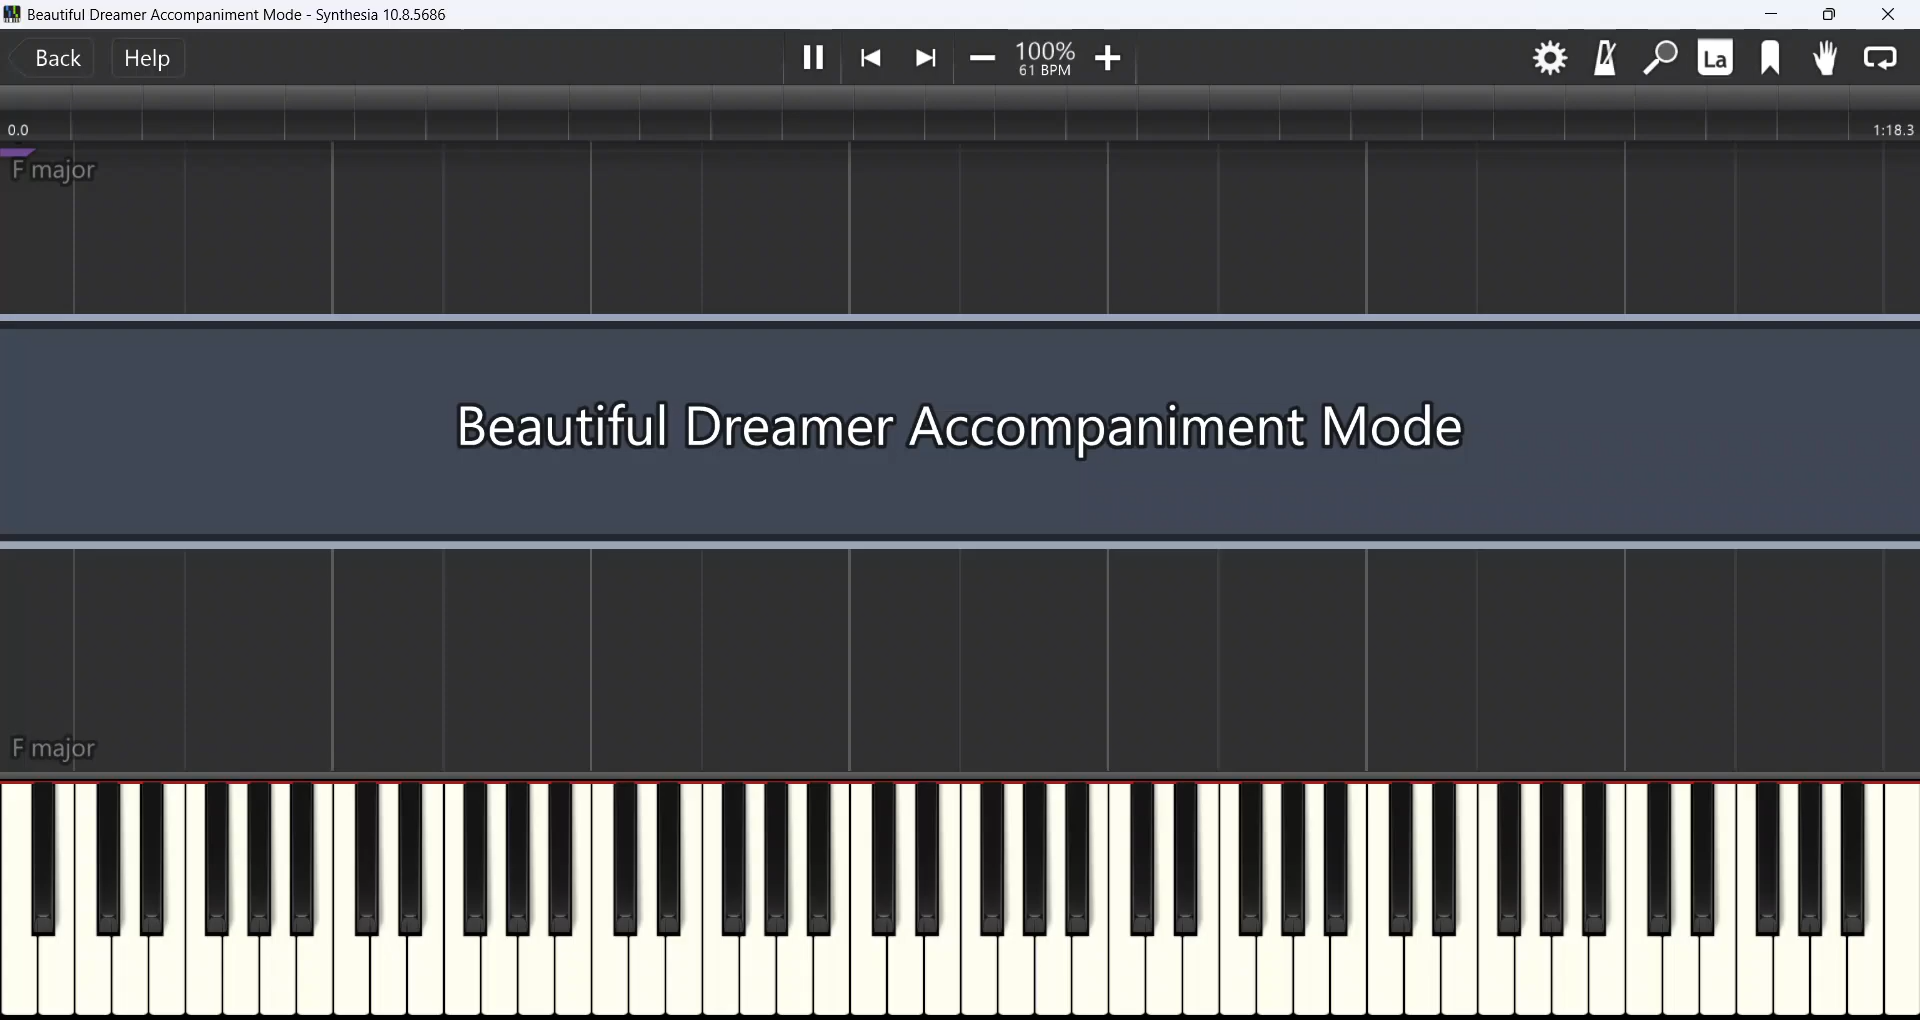 Beautiful Dreamer Accompaniment Mode - Synthesia 10.8.5686
Back
Help
100%
61 BPM
La
0.0
1:18.3
F major
Beautiful Dreamer Accompaniment Mode
F major